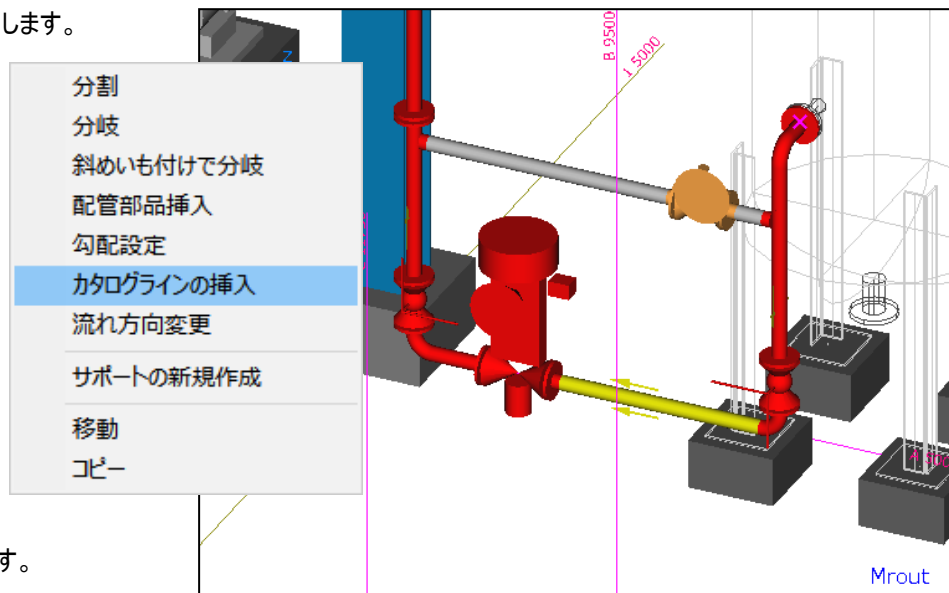 します。
分割
分岐
斜めいも付けで分岐
配管部品挿入
勾配設定
カタログラインの挿入
流れ方向変更
サポートの新規作成
移動
コピー
す。
Z
B 9500
1 5000
Mrout